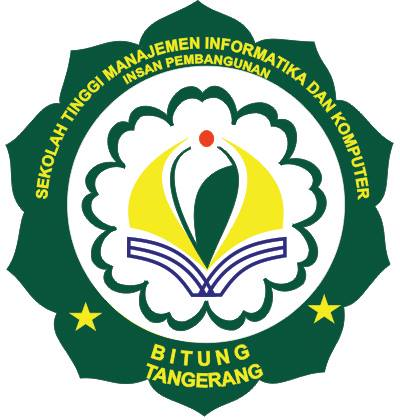 SEKOLAH TINGGI MANAJEMEN INFORMATIKA DAN KOMPUTER
INSAN PEMBANGUNAN
BITUNG
TANGERANG